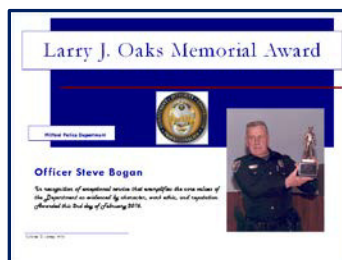 Larry J. Oaks Memorial Award
Milford Police Department
Officer Steve Bogan
In recognition of exceptional service that exemplifies the core values of
the Department as evidenced by character, work ethic, and reputation.
Awarded this 2nd day of February 2016.